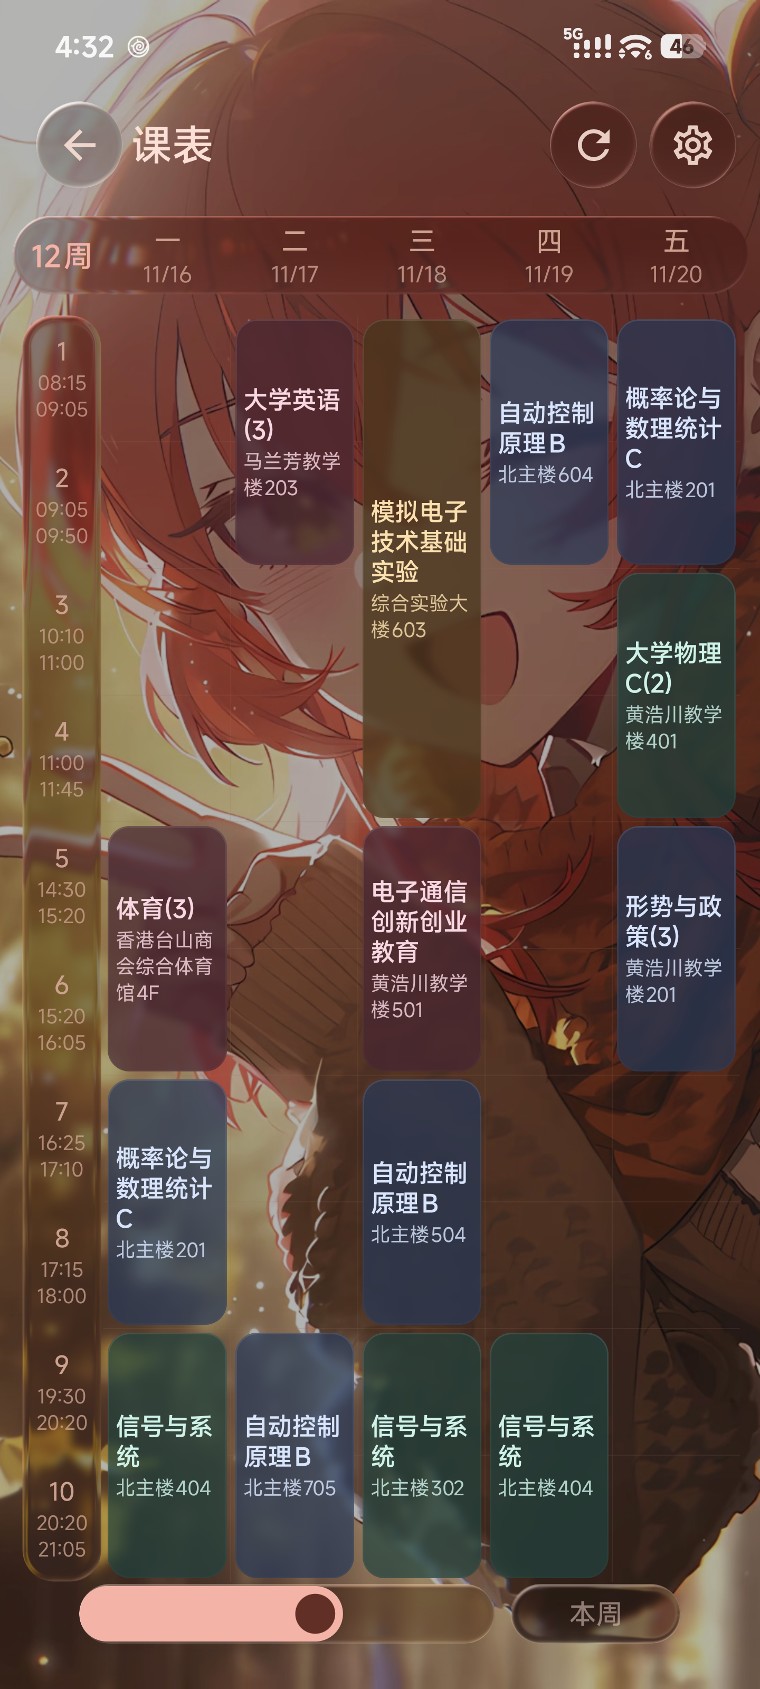 4:32
5G
6
46
课表
12周
一
11/16
二
11/17
三
11/18
四
11/19
五
11/20
1
08:15
09:05
2
09:05
09:50
3
10:10
11:00
4
11:00
11:45
5
14:30
15:20
6
15:20
16:05
7
16:25
17:10
8
17:15
18:00
9
19:30
20:20
10
20:20
21:05
体育(3)
香港台山商
会综合体育
馆4F
概率论与
数理统计
C
北主楼201
信号与系
统
北主楼404
大学英语
(3)
马兰芳教学
楼203
自动控制
原理B
北主楼705
模拟电子
技术基础
实验
综合实验大
楼603
电子通信
创新创业
教育
黄浩川教学
楼501
自动控制
原理B
北主楼504
信号与系
统
北主楼302
自动控制
原理B
北主楼604
信号与系
统
北主楼404
概率论与
数理统计
C
北主楼201
大学物理
C(2)
黄浩川教学
楼401
形势与政
策(3)
黄浩川教学
楼201
本周